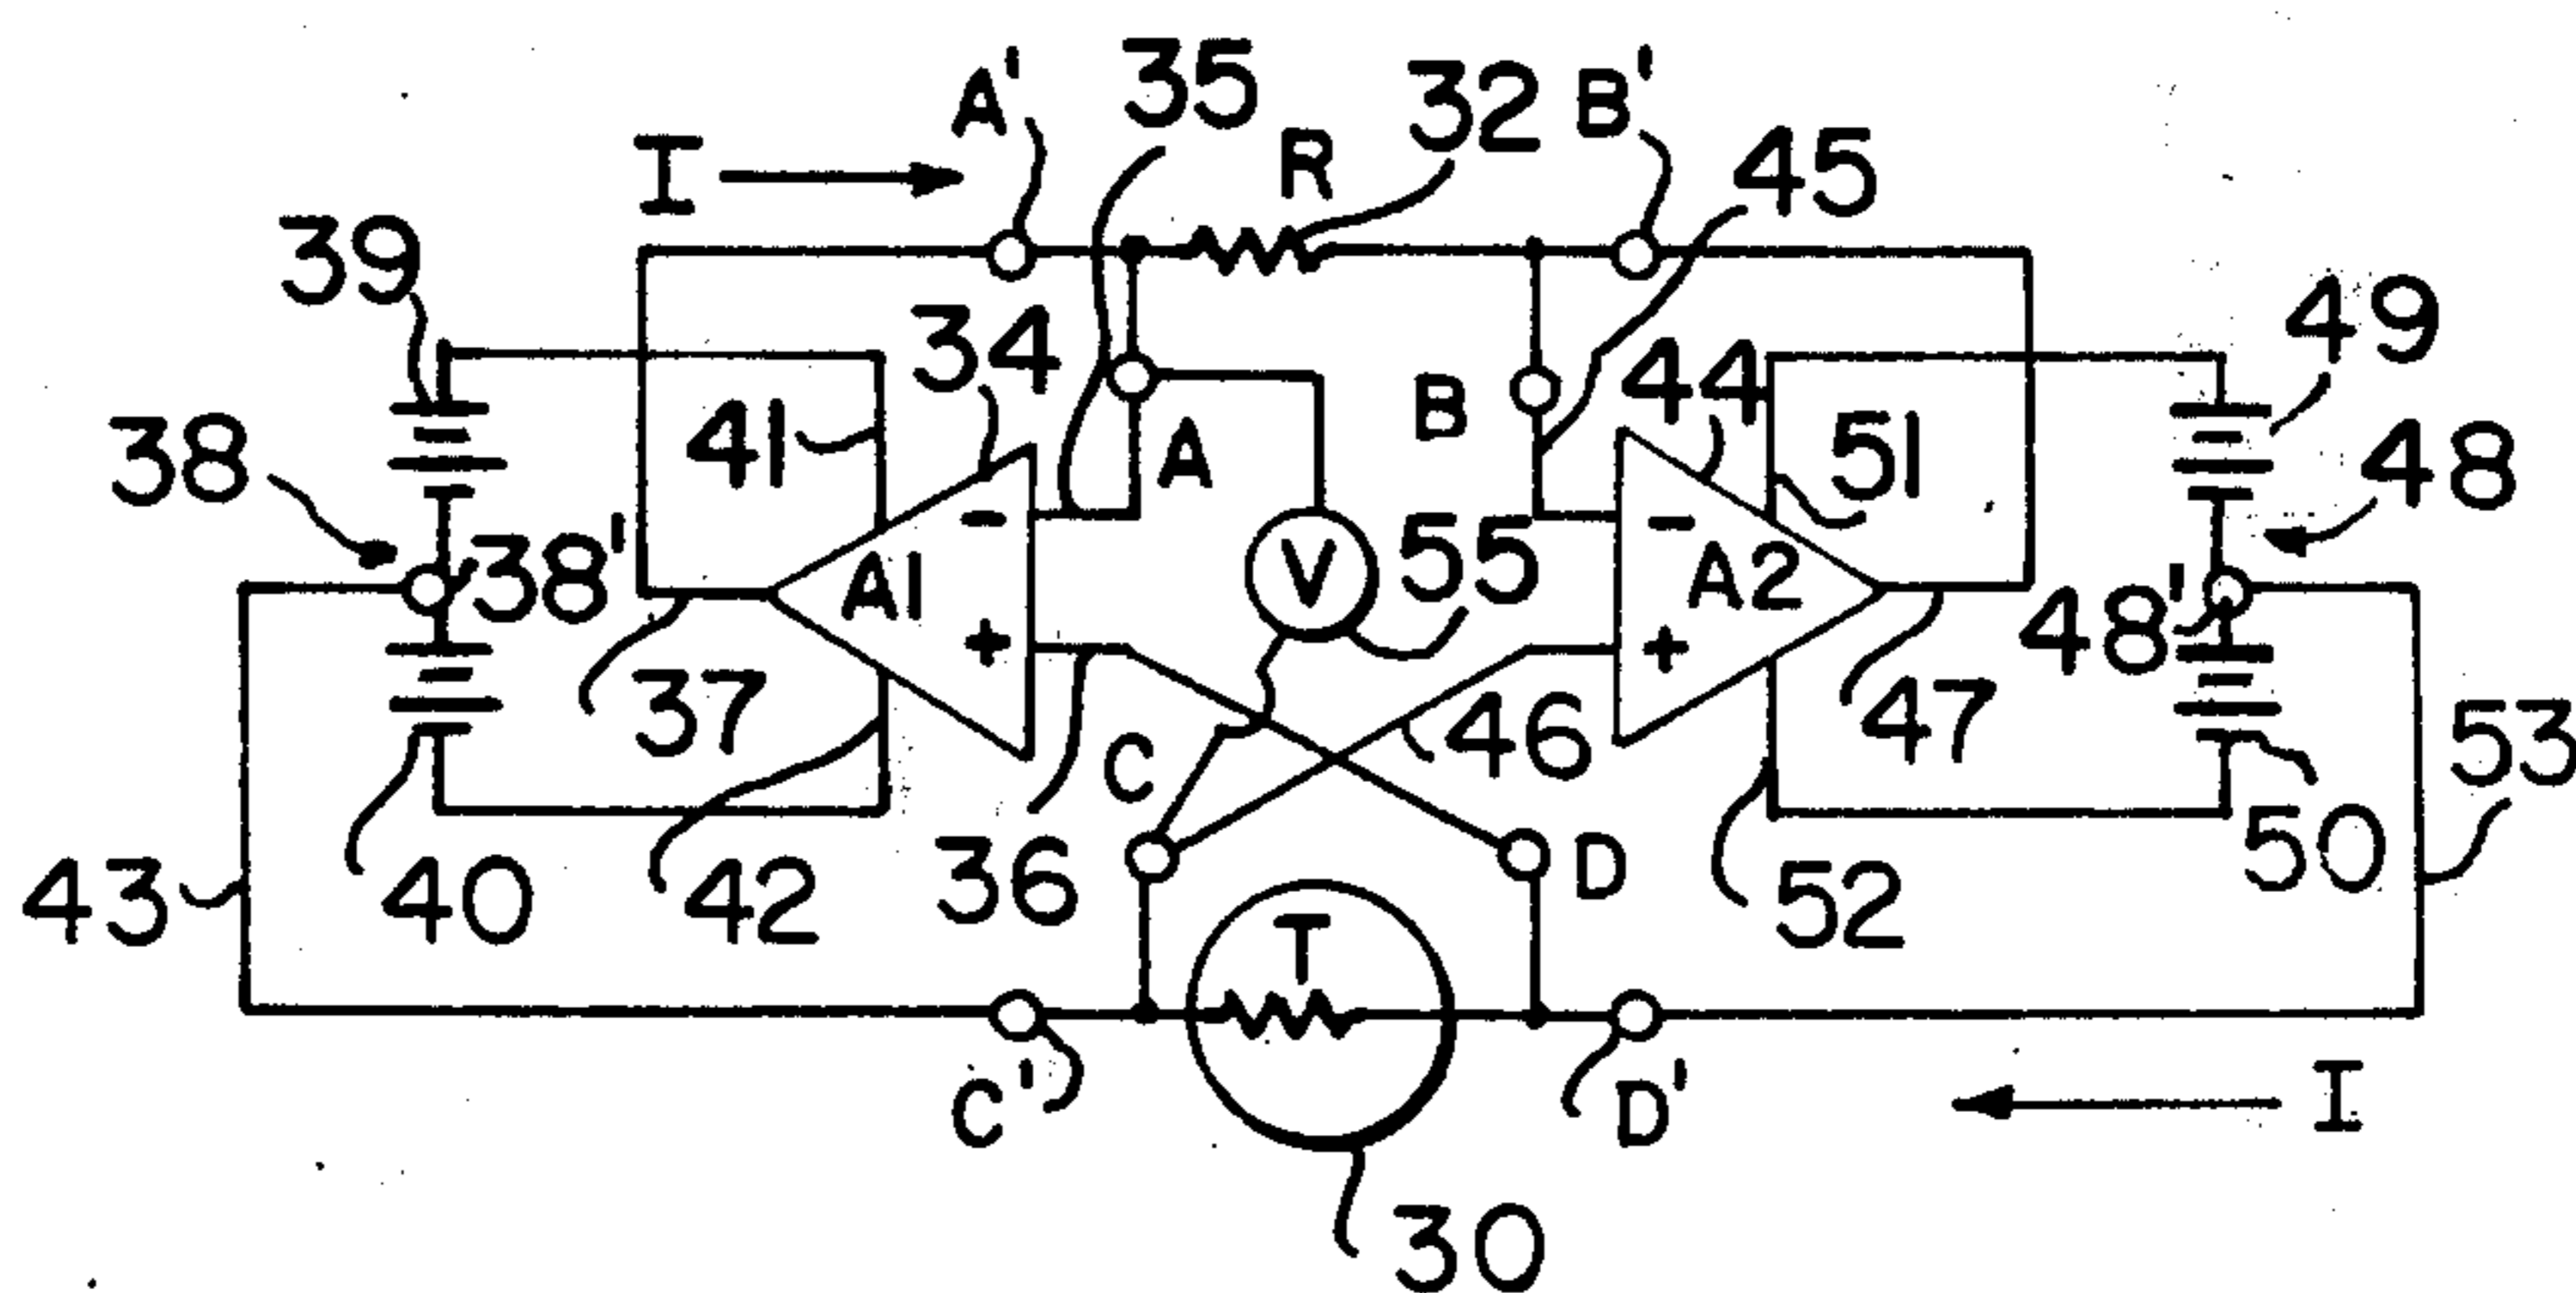 A' 35 32 B'
I R 45
39 49
34 44
41 A B 51 48
38 38' - V 55 -
A1 A2 48'
+ +
37 C 46 47 53
43 40 42 36 D 52 50
T
C' D' I
30